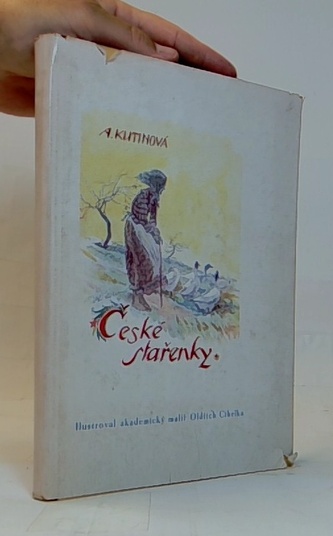 A. KUTINOVÁ
České
stařenky
Ilustroval akademický malíř Oldřich Cihelka